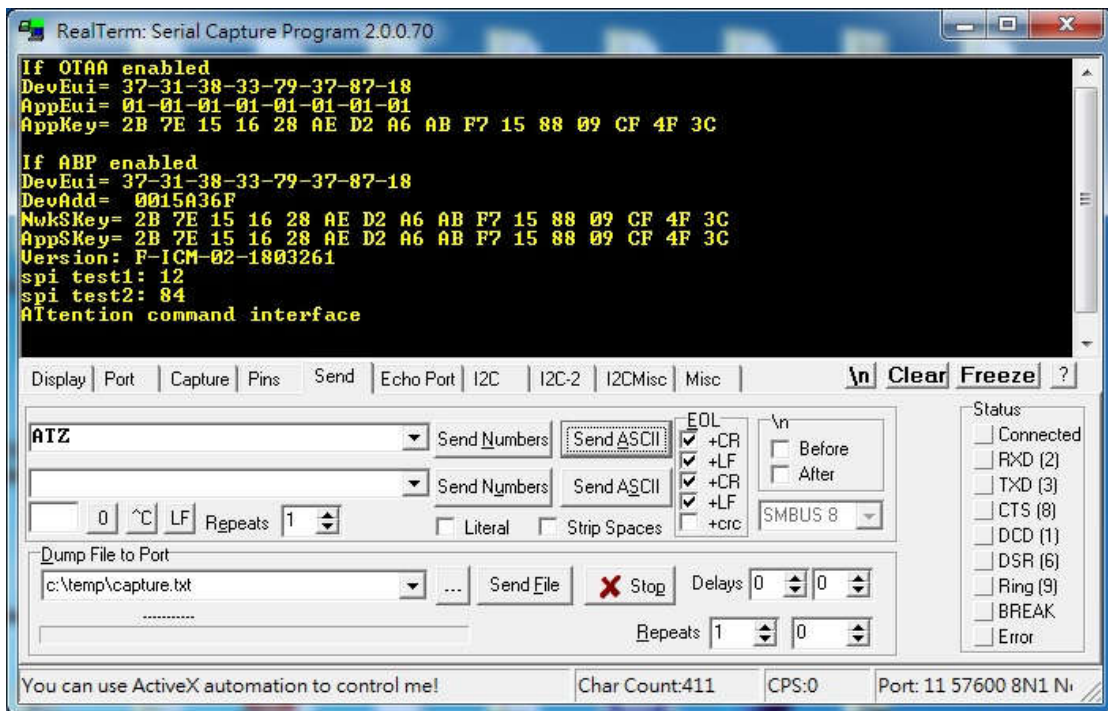 RealTerm: Serial Capture Program 2.0.0.70
If OTAA enabled
DevEui= 37-31-38-33-79-37-87-18
AppEui= 01-01-01-01-01-01-01-01
AppKey= 2B 7E 15 16 28 AE D2 A6 AB F7 15 88 09 CF 4F 3C
If ABP enabled
DevEui= 37-31-38-33-79-37-87-18
DevAdd=  0015A36F
NwkSKey= 2B 7E 15 16 28 AE D2 A6 AB F7 15 88 09 CF 4F 3C
AppSKey= 2B 7E 15 16 28 AE D2 A6 AB F7 15 88 09 CF 4F 3C
Version: F-ICM-02-1803261
spi test1: 12
spi test2: 84
ATtention command interface
Display Port Capture Pins Send Echo Port I2C I2C-2 I2CMisc Misc \n Clear Freeze ?
ATZ Send Numbers Send ASCII
Send Numbers Send ASCII
0 ^C LF Repeats 1 Literal Strip Spaces
EOL
+CR
+LF
+CR
+LF
+crc
\n
Before
After
SMBUS 8
Dump File to Port
c:\temp\capture.txt ... Send File Stop Delays 0 0
Repeats 1 0
Status
Connected
RXD (2)
TXD (3)
CTS (8)
DCD (1)
DSR (6)
Ring (9)
BREAK
Error
You can use ActiveX automation to control me! Char Count:411 CPS:0 Port: 11 57600 8N1